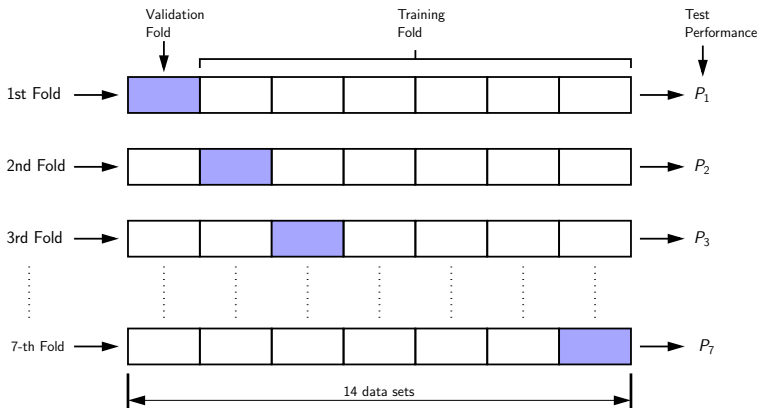 Validation
Fold
Training
Fold
Test
Performance
1st Fold
P1
2nd Fold
P2
3rd Fold
P3
7-th Fold
P7
14 data sets